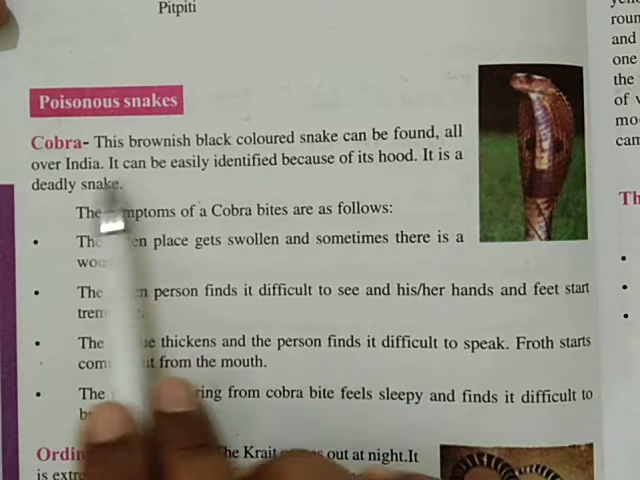 Pitpiti
Poisonous snakes
Cobra- This brownish black coloured snake can be found, all
over India. It can be easily identified because of its hood. It is a
deadly snake.
The symptoms of a Cobra bites are as follows:
• The place gets swollen and sometimes there is a
• The person finds it difficult to see and his/her hands and feet start
• The thickens and the person finds it difficult to speak. Froth starts
from the mouth.
• The from cobra bite feels sleepy and finds it difficult to
The Krait out at night.It
is
roun
and
one
the
of
mo
can
Th